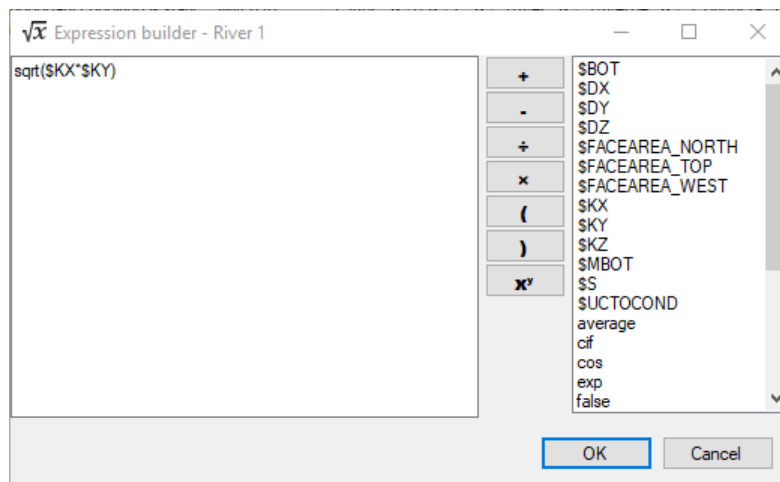 √x Expression builder - River 1
sqrt($KX*$KY)
+
-
÷
×
(
)
xʸ
$BOT
$DX
$DY
$DZ
$FACEAREA_NORTH
$FACEAREA_TOP
$FACEAREA_WEST
$KX
$KY
$KZ
$MBOT
$S
$UCTOCOND
average
cif
cos
exp
false
OK
Cancel